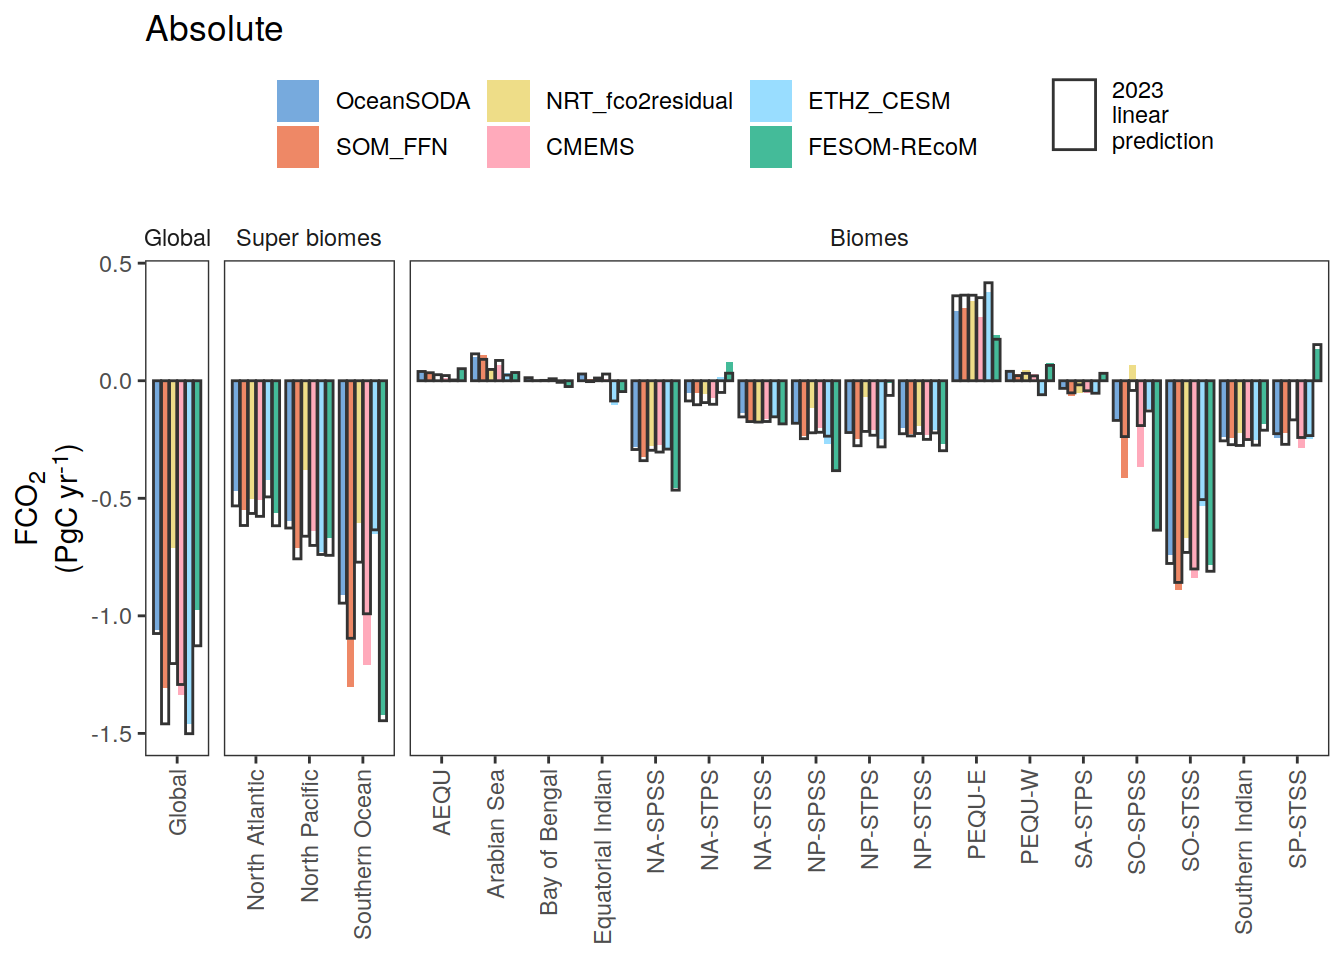 Absolute
OceanSODA
NRT_fco2residual
ETHZ_CESM
SOM_FFN
CMEMS
FESOM-REcoM
2023
linear
prediction
Global
Super biomes
Biomes
FCO2
(PgC yr-1)
0.5
0.0
-0.5
-1.0
-1.5
Global
North Atlantic
North Pacific
Southern Ocean
AEQU
Arabian Sea
Bay of Bengal
Equatorial Indian
NA-SPSS
NA-STPS
NA-STSS
NP-SPSS
NP-STPS
NP-STSS
PEQU-E
PEQU-W
SA-STPS
SO-SPSS
SO-STSS
Southern Indian
SP-STSS